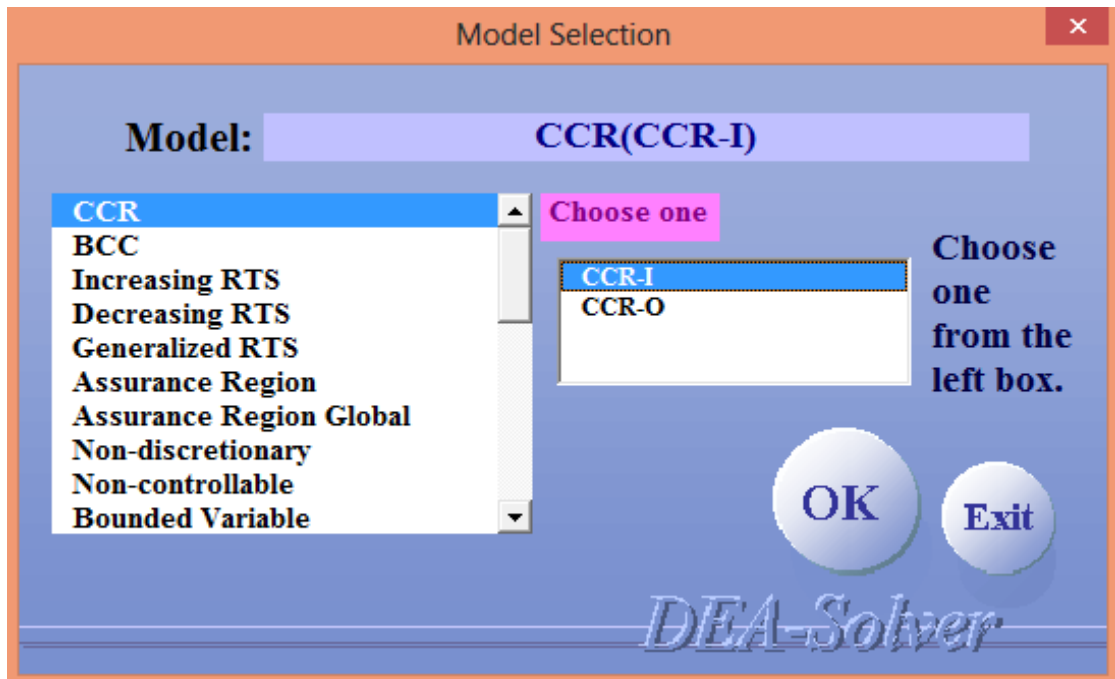 Model Selection
Model:
CCR(CCR-I)
CCR
BCC
Increasing RTS
Decreasing RTS
Generalized RTS
Assurance Region
Assurance Region Global
Non-discretionary
Non-controllable
Bounded Variable
Choose one
CCR-I
CCR-O
Choose
one
from the
left box.
OK
Exit
DEA-Solver